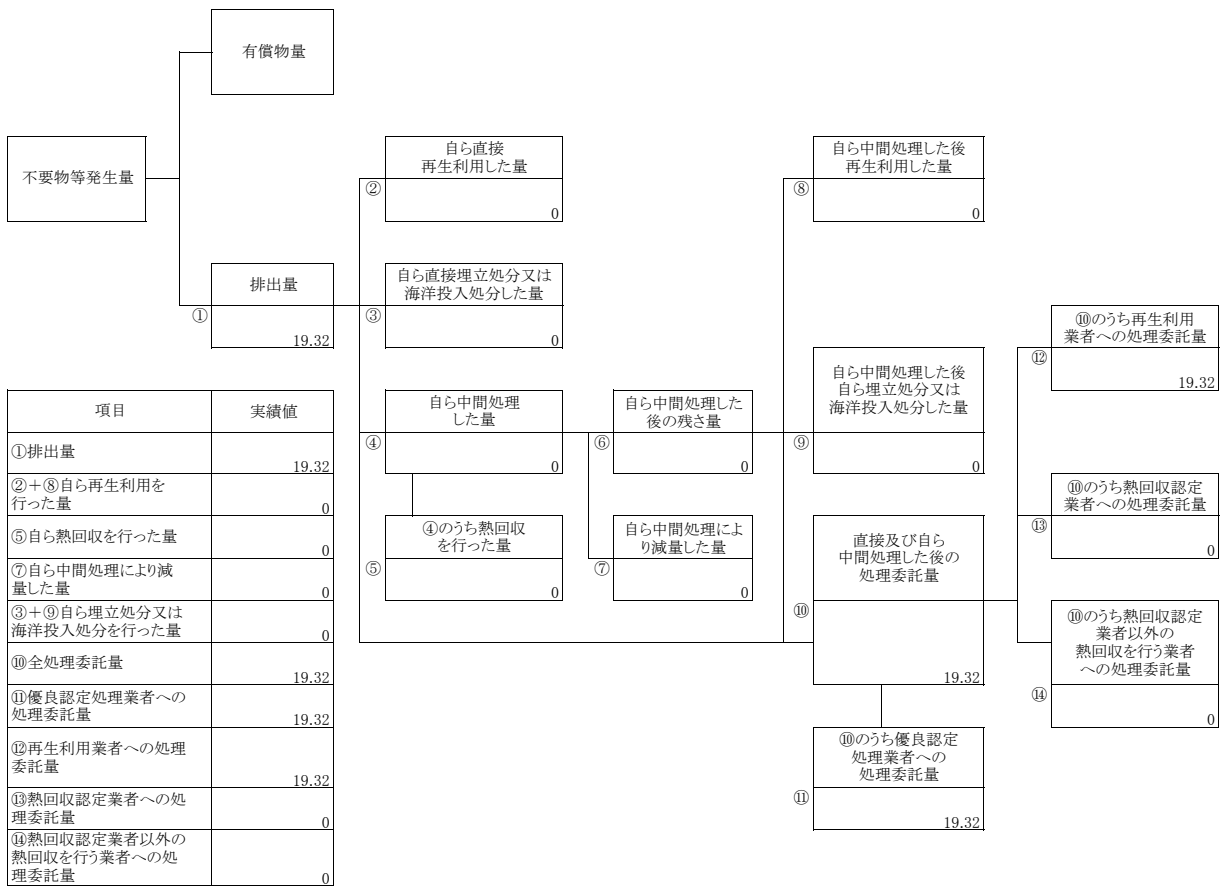 有償物量
不要物等発生量
自ら直接
再生利用した量
②
0
自ら中間処理した後
再生利用した量
⑧
0
排出量
①
19.32
自ら直接埋立処分又は
海洋投入処分した量
③
0
⑩のうち再生利用
業者への処理委託量
⑫
19.32
自ら中間処理
した量
④
0
自ら中間処理した
後の残さ量
⑥
0
自ら中間処理した後
自ら埋立処分又は
海洋投入処分した量
⑨
0
⑩のうち熱回収認定
業者への処理委託量
⑬
0
④のうち熱回収
を行った量
⑤
0
自ら中間処理によ
り減量した量
⑦
0
直接及び自ら
中間処理した後の
処理委託量
⑩
19.32
⑩のうち熱回収認定
業者以外の
熱回収を行う業者
への処理委託量
⑭
0
⑩のうち優良認定
処理業者への
処理委託量
⑪
19.32
項目 実績値
①排出量
19.32
②＋⑧自ら再生利用を
行った量
0
⑤自ら熱回収を行った量
0
⑦自ら中間処理により減
量した量
0
③＋⑨自ら埋立処分又は
海洋投入処分を行った量
0
⑩全処理委託量
19.32
⑪優良認定処理業者への
処理委託量
19.32
⑫再生利用業者への処理
委託量
19.32
⑬熱回収認定業者への処
理委託量
0
⑭熱回収認定業者以外の
熱回収を行う業者への処
理委託量
0